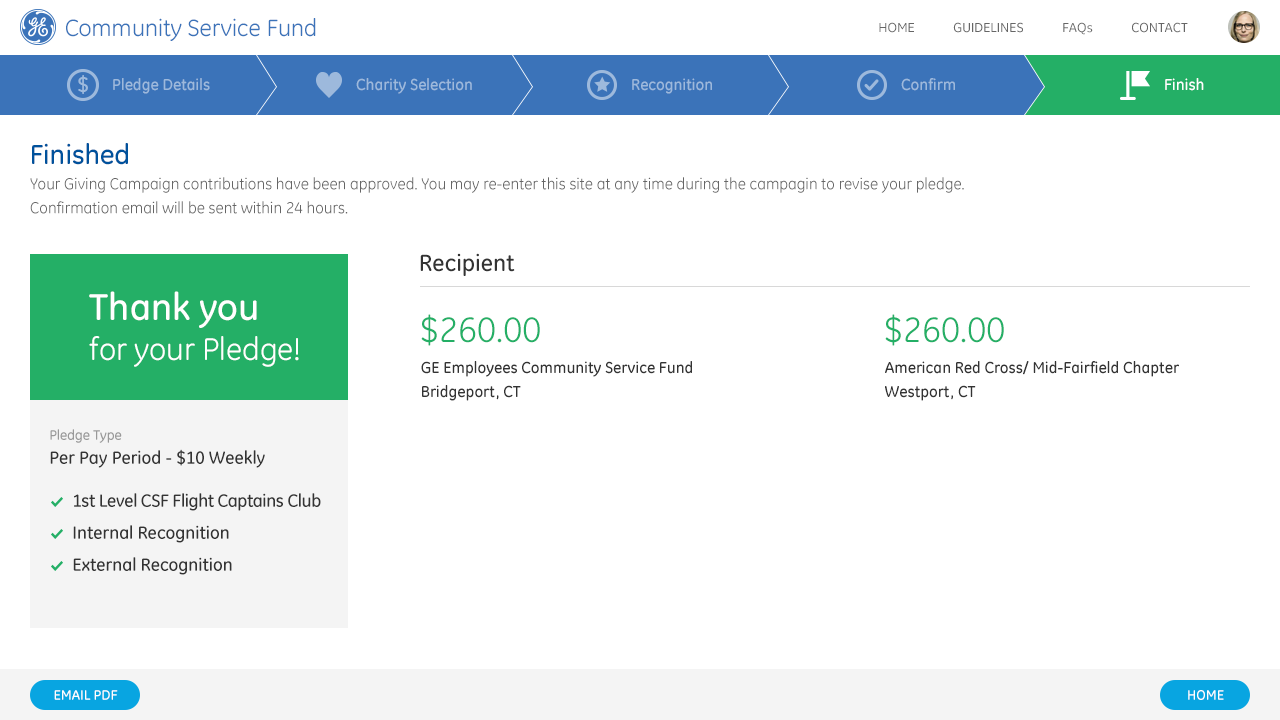 Community Service Fund
HOME GUIDELINES FAQs CONTACT
Pledge Details Charity Selection Recognition Confirm Finish
Finished
Your Giving Campaign contributions have been approved. You may re-enter this site at any time during the campagin to revise your pledge.
Confirmation email will be sent within 24 hours.
Thank you
for your Pledge!
Pledge Type
Per Pay Period - $10 Weekly
1st Level CSF Flight Captains Club
Internal Recognition
External Recognition
Recipient
$260.00
GE Employees Community Service Fund
Bridgeport, CT
$260.00
American Red Cross/ Mid-Fairfield Chapter
Westport, CT
EMAIL PDF
HOME